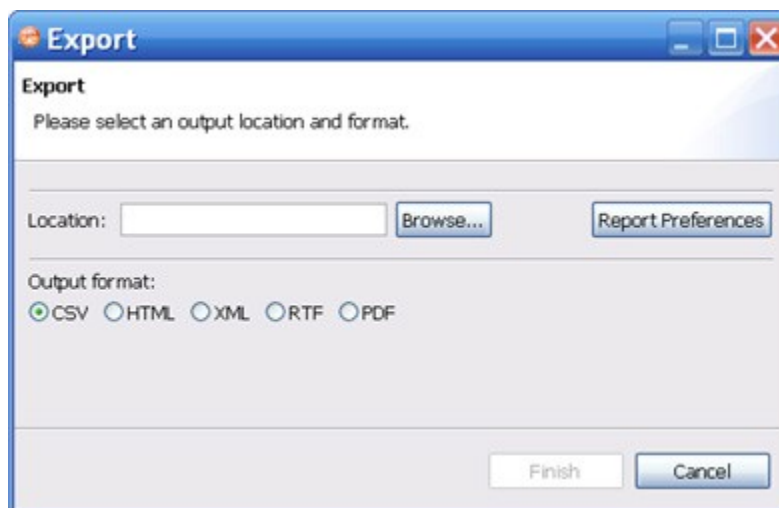 Export
Export
Please select an output location and format.
Location: Browse... Report Preferences
Output format:
CSV HTML XML RTF PDF
Finish Cancel